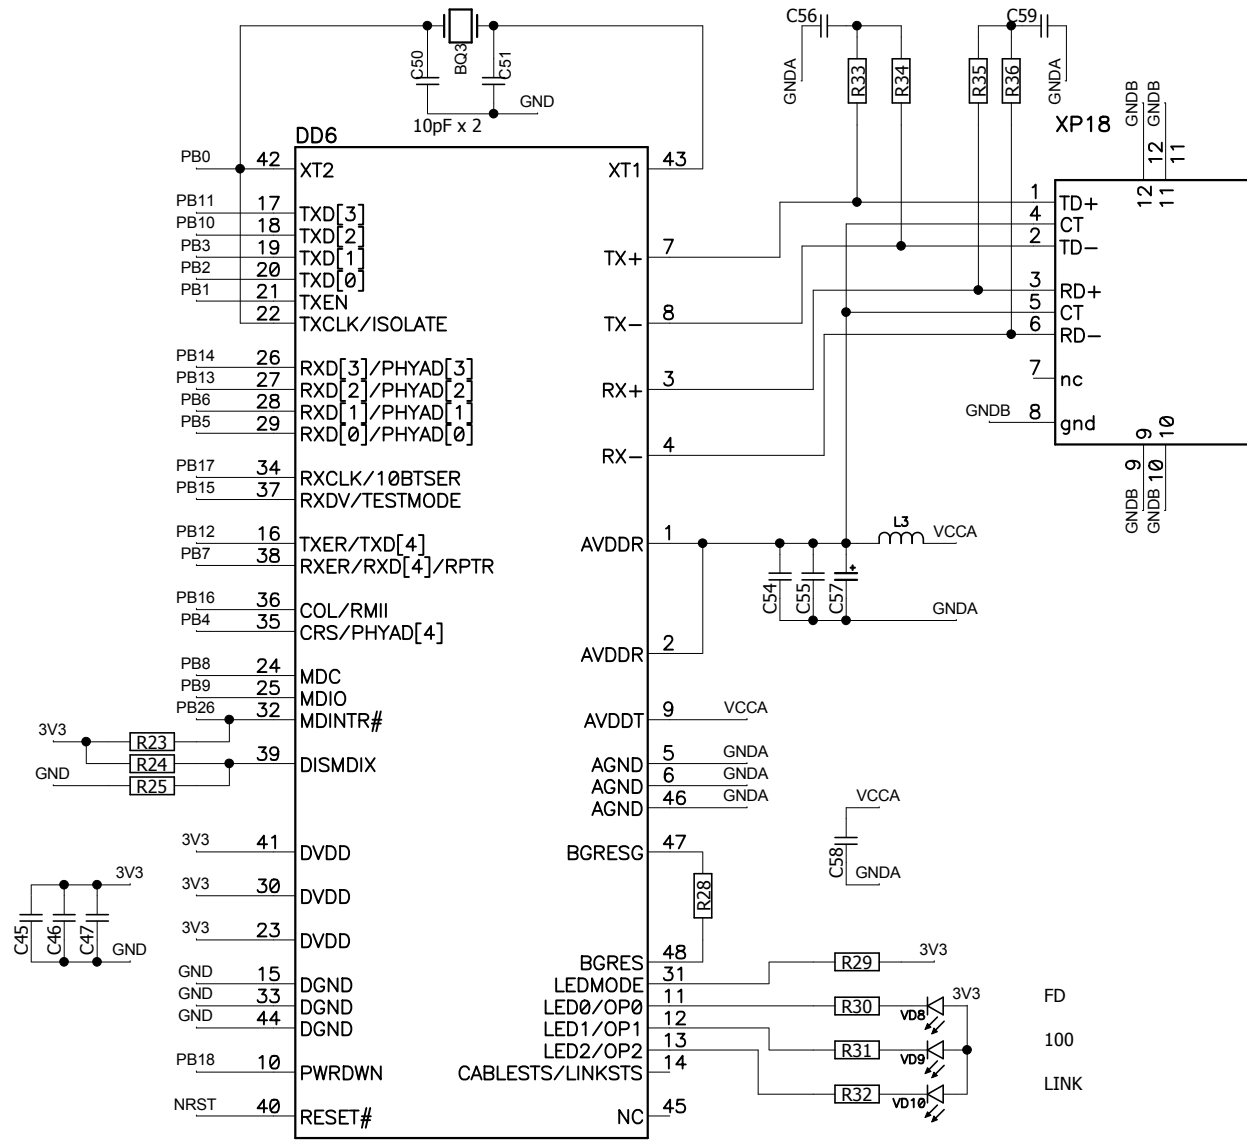 C56 C59
C50 BQ3 C51
GNDA R33 R34 R35 R36 GNDA
GND
10pF x 2
XP18
GNDB GNDB
12 11
12 11
DD6
PB0 42 XT2 XT1 43
PB11 17 TXD[3]
PB10 18 TXD[2]
PB3 19 TXD[1]
PB2 20 TXD[0]
PB1 21 TXEN
22 TXCLK/ISOLATE
TX+ 7
TX- 8
1 TD+
4 CT
2 TD-
3 RD+
5 CT
6 RD-
7 nc
GNDB 8 gnd
9 10
9 10
GNDB GNDB
PB14 26 RXD[3]/PHYAD[3]
PB13 27 RXD[2]/PHYAD[2]
PB6 28 RXD[1]/PHYAD[1]
PB5 29 RXD[0]/PHYAD[0]
RX+ 3
RX- 4
PB17 34 RXCLK/10BTSER
PB15 37 RXDV/TESTMODE
PB12 16 TXER/TXD[4]
PB7 38 RXER/RXD[4]/RPTR
AVDDR 1 L3 VCCA
C54 C55 C57 +
GNDA
PB16 36 COL/RMII
PB4 35 CRS/PHYAD[4]
AVDDR 2
PB8 24 MDC
PB9 25 MDIO
PB26 32 MDINTR#
AVDDT 9 VCCA
3V3 R23
R24 39 DISMDIX
GND R25
AGND 5 GNDA
AGND 6 GNDA
AGND 46 GNDA
VCCA
C58
GNDA
3V3 41 DVDD
3V3 30 DVDD
3V3 23 DVDD
BGRESG 47
R28
BGRES 48
3V3
C45 C46 C47
GND
GND 15 DGND
GND 33 DGND
GND 44 DGND
LEDMODE 31 R29 3V3
LED0/OP0 11 R30 VD8 3V3 FD
LED1/OP1 12 R31 VD9 100
LED2/OP2 13 R32 VD10 LINK
PB18 10 PWRDWN CABLESTS/LINKSTS 14
NRST 40 RESET# NC 45